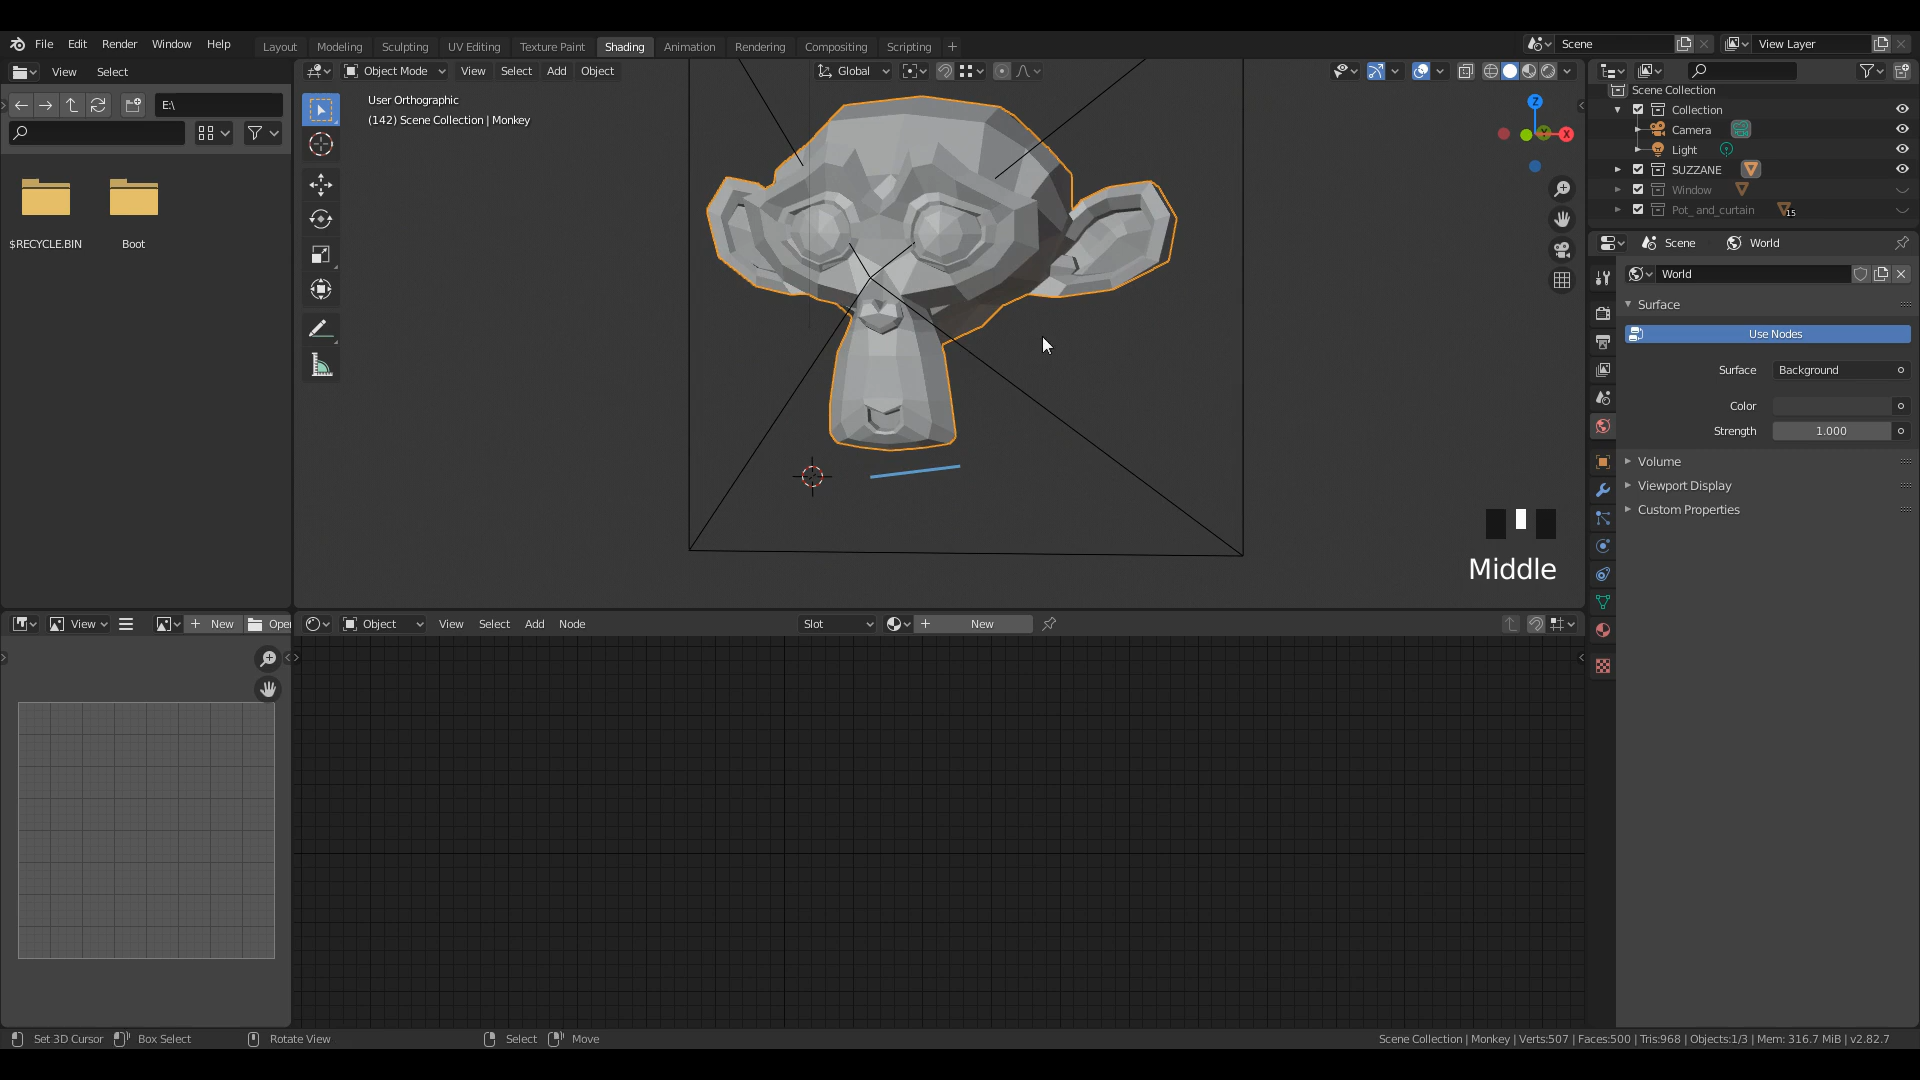 File Edit Render Window Help
Layout Modeling Sculpting UV Editing Texture Paint Shading Animation Rendering Compositing Scripting +
Scene
View Layer
View Select
Object Mode View Select Add Object
Global
E:\
$RECYCLE.BIN
Boot
User Orthographic
(142) Scene Collection | Monkey
Z
Y
X
Scene Collection
Collection
Camera
Light
SUZZANE
Window
Pot_ and_curtain
15
Scene World
World
Surface
Use Nodes
Surface Background
Color
Strength 1.000
Volume
Viewport Display
Custom Properties
Middle
View + New Open
Object View Select Add Node
Slot
+ New
Set 3D Cursor Box Select Rotate View Select Move
Scene Collection | Monkey | Verts:507 | Faces:500 | Tris:968 | Objects:1/3 | Mem: 316.7 MiB | v2.82.7